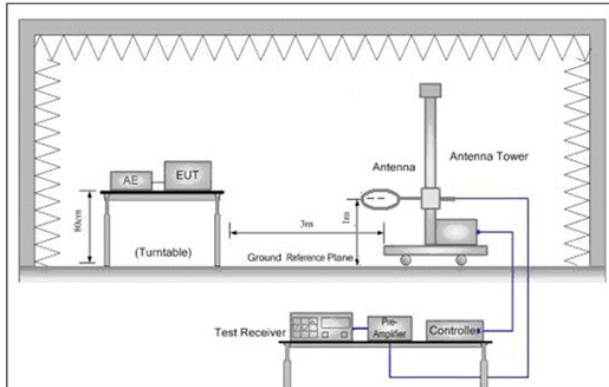 Antenna
Antenna Tower
AE
EUT
80cm
(Turntable)
3m
1m
Ground Reference Plane
Test Receiver
Pre-
Amplifier
Controller